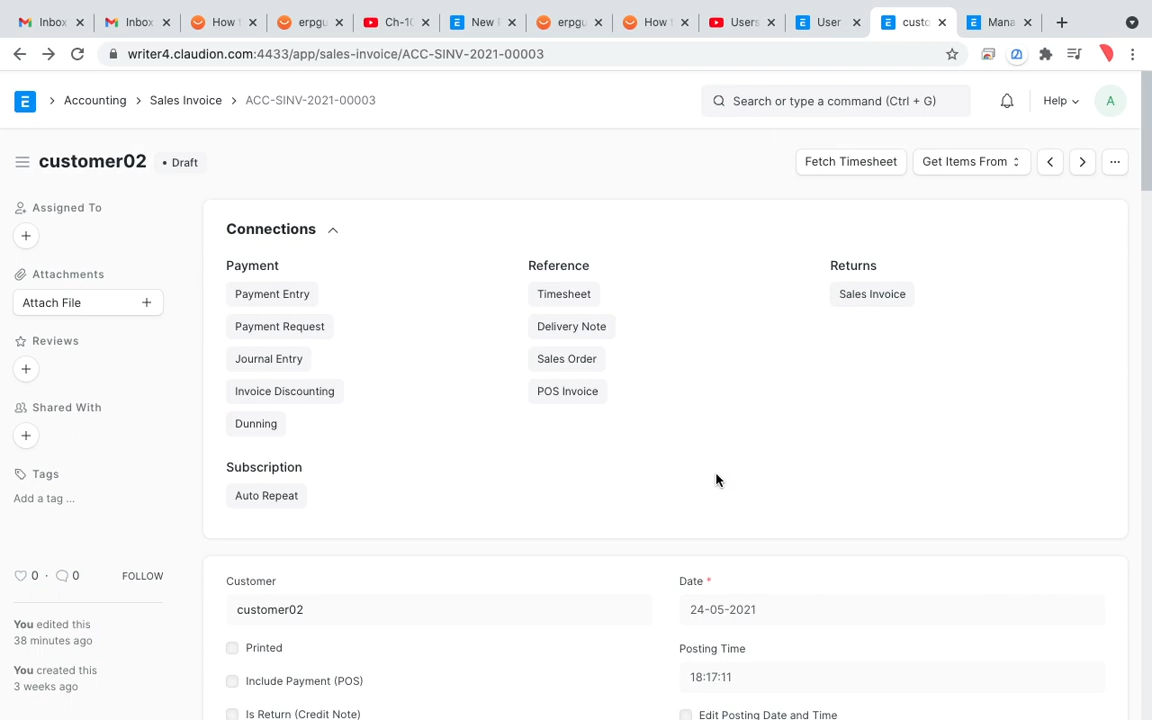 Inbox
Inbox
How t
erpgu
Ch-10
New P
erpgu
How t
Users
User
custo
Mana
writer4.claudion.com:4433/app/sales-invoice/ACC-SINV-2021-00003
Accounting
Sales Invoice
ACC-SINV-2021-00003
Search or type a command (Ctrl + G)
Help
A
customer02
• Draft
Fetch Timesheet
Get Items From
...
Assigned To
Attachments
Attach File
Reviews
Shared With
Tags
Add a tag ...
0 · 0
FOLLOW
You edited this
38 minutes ago
You created this
3 weeks ago
Connections
Payment
Payment Entry
Payment Request
Journal Entry
Invoice Discounting
Dunning
Subscription
Auto Repeat
Reference
Timesheet
Delivery Note
Sales Order
POS Invoice
Returns
Sales Invoice
Customer
customer02
Printed
Include Payment (POS)
Is Return (Credit Note)
Date *
24-05-2021
Posting Time
18:17:11
Edit Posting Date and Time